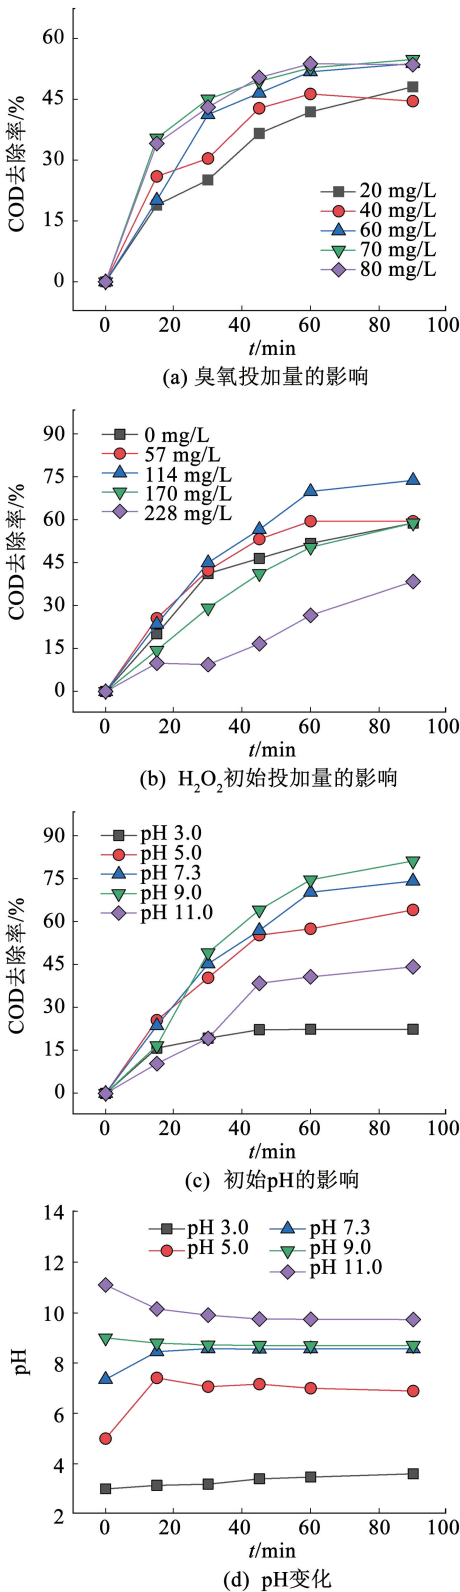 60
45
30
15
0
COD去除率/%
20 mg/L
40 mg/L
60 mg/L
70 mg/L
80 mg/L
0 20 40 60 80 100
t/min
(a) 臭氧投加量的影响
90
75
60
45
30
15
0
COD去除率/%
0 mg/L
57 mg/L
114 mg/L
170 mg/L
228 mg/L
0 20 40 60 80 100
t/min
(b) H₂O₂初始投加量的影响
90
75
60
45
30
15
0
COD去除率/%
pH 3.0
pH 5.0
pH 7.3
pH 9.0
pH 11.0
0 20 40 60 80 100
t/min
(c) 初始pH的影响
14
12
10
8
6
4
2
pH
pH 3.0
pH 5.0
pH 7.3
pH 9.0
pH 11.0
0 20 40 60 80 100
t/min
(d) pH变化